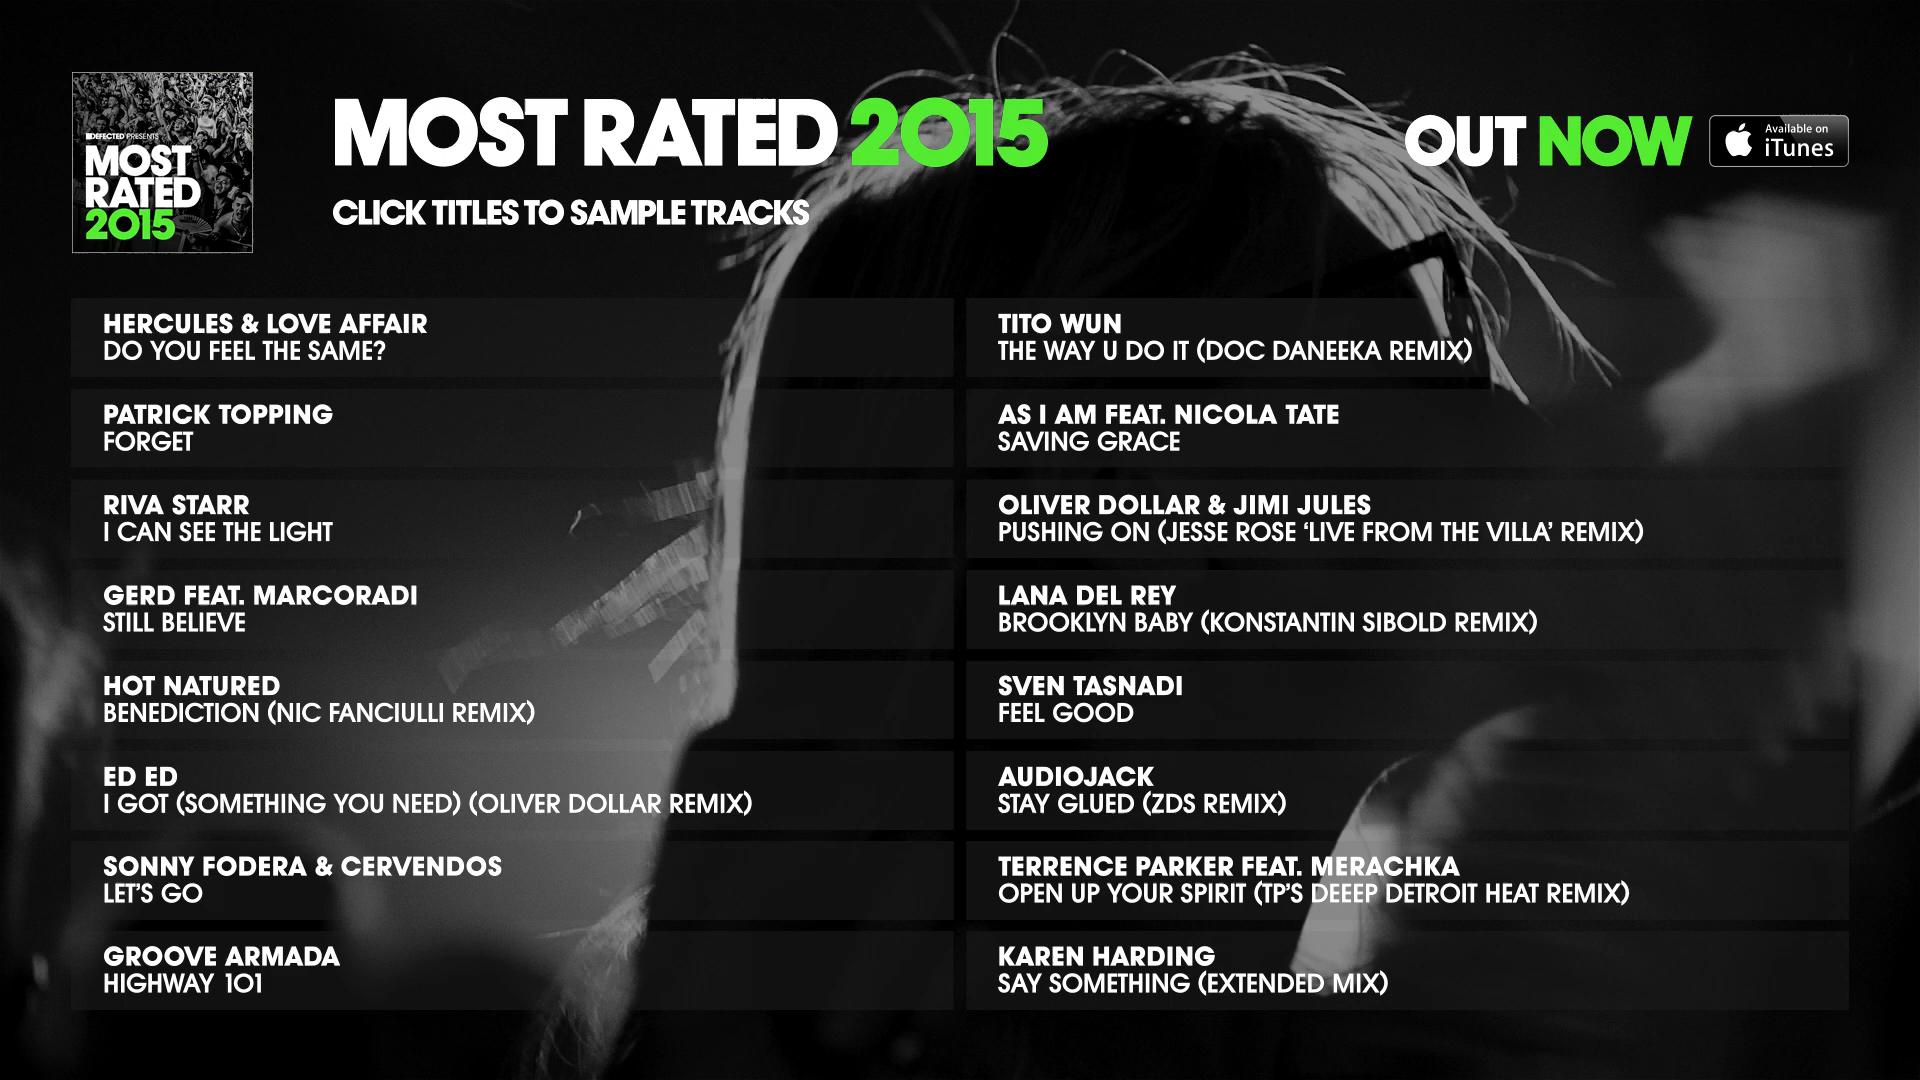 DEFECTED PRESENTS
MOST
RATED
2015
MOST RATED 2015
CLICK TITLES TO SAMPLE TRACKS
OUT NOW
Available on
iTunes
HERCULES & LOVE AFFAIR
DO YOU FEEL THE SAME?
PATRICK TOPPING
FORGET
RIVA STARR
I CAN SEE THE LIGHT
GERD FEAT. MARCORADI
STILL BELIEVE
HOT NATURED
BENEDICTION (NIC FANCIULLI REMIX)
ED ED
I GOT (SOMETHING YOU NEED) (OLIVER DOLLAR REMIX)
SONNY FODERA & CERVENDOS
LET'S GO
GROOVE ARMADA
HIGHWAY 101
TITO WUN
THE WAY U DO IT (DOC DANEEKA REMIX)
AS I AM FEAT. NICOLA TATE
SAVING GRACE
OLIVER DOLLAR & JIMI JULES
PUSHING ON (JESSE ROSE ‘LIVE FROM THE VILLA’ REMIX)
LANA DEL REY
BROOKLYN BABY (KONSTANTIN SIBOLD REMIX)
SVEN TASNADI
FEEL GOOD
AUDIOJACK
STAY GLUED (ZDS REMIX)
TERRENCE PARKER FEAT. MERACHKA
OPEN UP YOUR SPIRIT (TP'S DEEEP DETROIT HEAT REMIX)
KAREN HARDING
SAY SOMETHING (EXTENDED MIX)